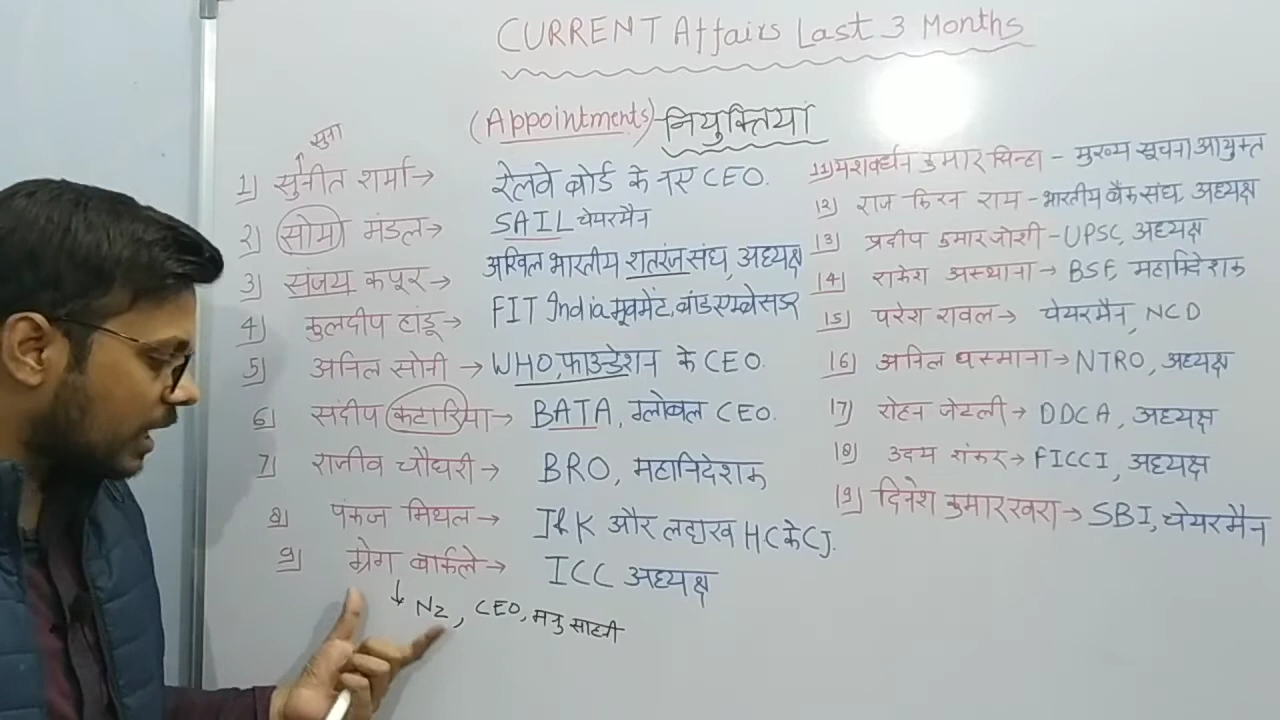 CURRENT Affairs Last 3 Months
(Appointments)-नियुक्तियां
1) सुनीत शर्मा→ रेलवे बोर्ड के नए CEO.
2) सोमा मंडल→ SAIL चेयरमैन
3) संजय कपूर→ अखिल भारतीय शतरंज संघ, अध्यक्ष
4) कुलदीप हांडू→ FIT India मूवमेंट, ब्रांड एम्बेसडर
5) अनिल सोनी→ WHO, फाउंडेशन के CEO.
6) संदीप कटारिया→ BATA, ग्लोबल CEO.
7) राजीव चौधरी→ BRO, महानिदेशक
8) पंकज मिथल→ J&K और लद्दाख HC के CJ.
9) ग्रेग बार्कले→ ICC अध्यक्ष
↓ NZ, CEO, मनु साहनी
11) यशवर्धन कुमार सिन्हा- मुख्य सूचना आयुक्त
12) राज किरन राय- भारतीय बैंक संघ, अध्यक्ष
13) प्रदीप कुमार जोशी- UPSC, अध्यक्ष
14) राकेश अस्थाना→ BSF, महानिदेशक
15) परेश रावल→ चेयरमैन, NCD
16) अनिल धस्माना→ NTRO, अध्यक्ष
17) रोहन जेटली→ DDCA, अध्यक्ष
18) उदय शंकर→ FICCI, अध्यक्ष
19) दिनेश कुमार खरा→ SBI, चेयरमैन